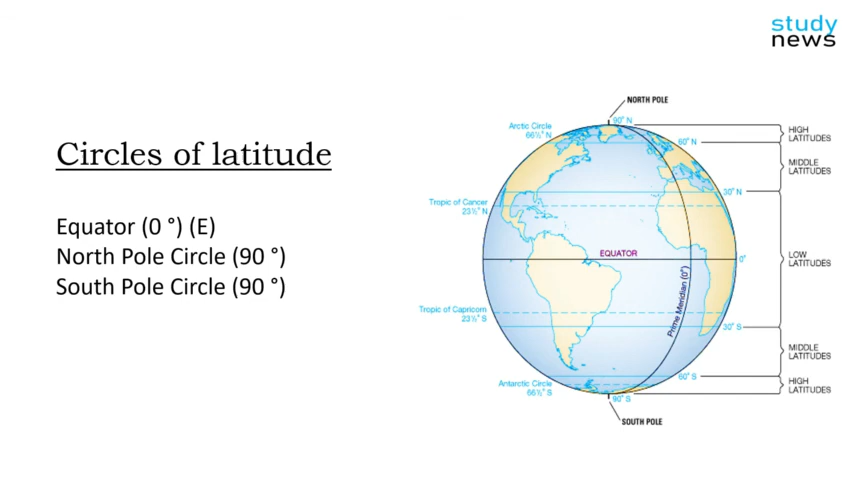 study
news
Circles of latitude
Equator (0 °) (E)
North Pole Circle (90 °)
South Pole Circle (90 °)
NORTH POLE
90° N
Arctic Circle
66½° N
60° N
HIGH
LATITUDES
MIDDLE
LATITUDES
30° N
Tropic of Cancer
23½° N
EQUATOR
0°
LOW
LATITUDES
Prime Meridian (0°)
Tropic of Capricorn
23½° S
30° S
MIDDLE
LATITUDES
60° S
Antarctic Circle
66½° S
HIGH
LATITUDES
90° S
SOUTH POLE